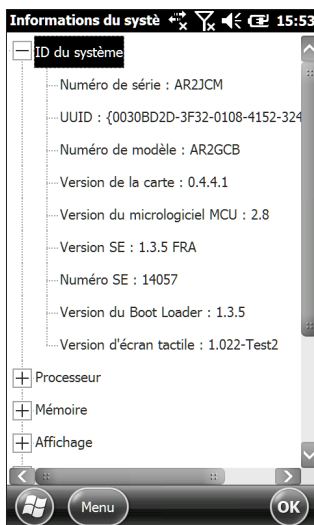 Informations du systè 15:53
ID du système
Numéro de série : AR2JCM
UUID : {0030BD2D-3F32-0108-4152-324
Numéro de modèle : AR2GCB
Version de la carte : 0.4.4.1
Version du micrologiciel MCU : 2.8
Version SE : 1.3.5 FRA
Numéro SE : 14057
Version du Boot Loader : 1.3.5
Version d'écran tactile : 1.022-Test2
Processeur
Mémoire
Affichage
Menu OK